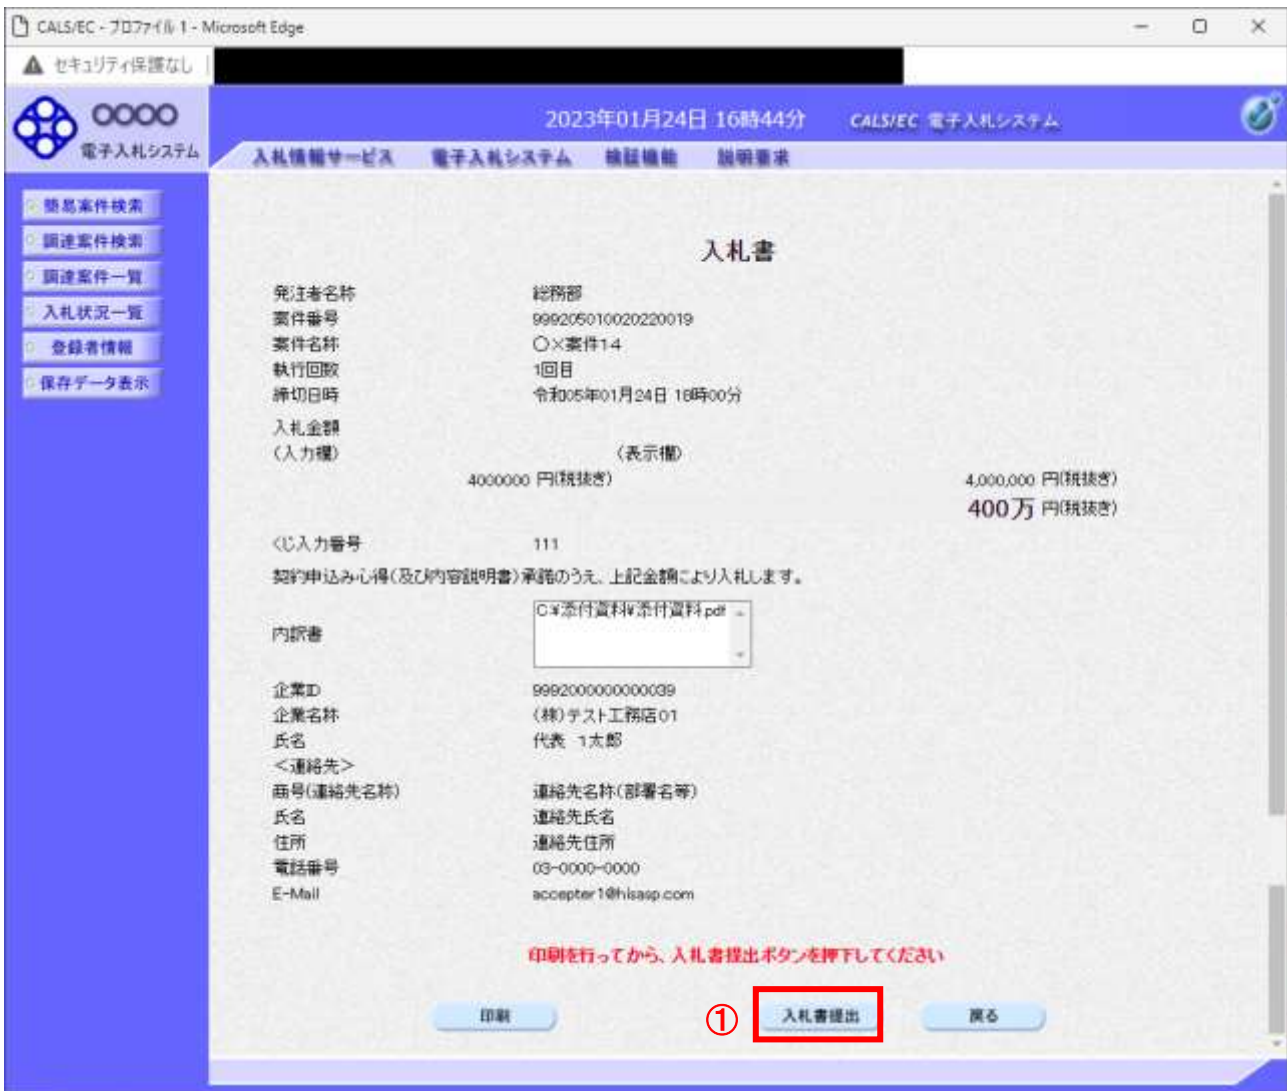 CALS/EC - プロファイル 1 - Microsoft Edge
セキュリティ保護なし
OOOO
電子入札システム
2023年01月24日 16時44分
CALS/EC 電子入札システム
入札情報サービス 電子入札システム 検証機能 説明要求
簡易案件検索
調達案件検索
調達案件一覧
入札状況一覧
登録者情報
保存データ表示
入札書
発注者名称 総務部
案件番号 999205010020220019
案件名称 〇×案件14
執行回数 1回目
締切日時 令和05年01月24日 18時00分
入札金額
(入力欄) (表示欄)
4000000 円(税抜き) 4,000,000 円(税抜き)
400万 円(税抜き)
くじ入力番号 111
契約申込み心得(及び内容説明書)承諾のうえ、上記金額により入札します。
内訳書 C:¥添付資料¥添付資料.pdf
企業ID 9992000000000039
企業名称 (株)テスト工務店01
氏名 代表 1太郎
<連絡先>
商号(連絡先名称) 連絡先名称(部署名等)
氏名 連絡先氏名
住所 連絡先住所
電話番号 03-0000-0000
E-Mail accepter1@hisasp.com
印刷を行ってから、入札書提出ボタンを押下してください
印刷 ① 入札書提出 戻る